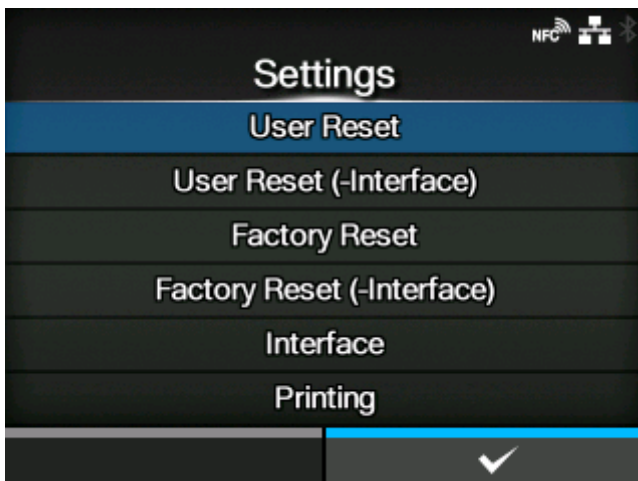 NFC
Settings
User Reset
User Reset (-Interface)
Factory Reset
Factory Reset (-Interface)
Interface
Printing